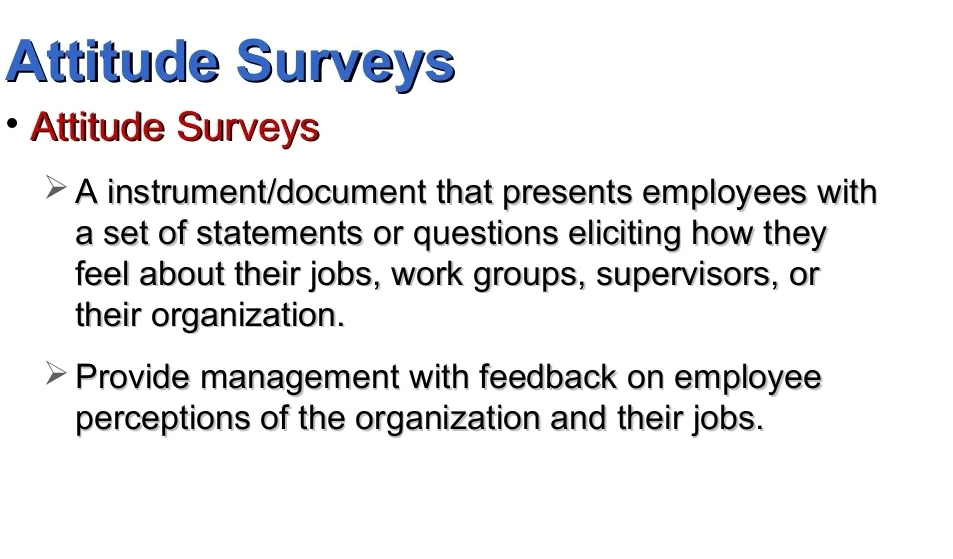 Attitude Surveys
• Attitude Surveys
➢ A instrument/document that presents employees with
a set of statements or questions eliciting how they
feel about their jobs, work groups, supervisors, or
their organization.
➢ Provide management with feedback on employee
perceptions of the organization and their jobs.